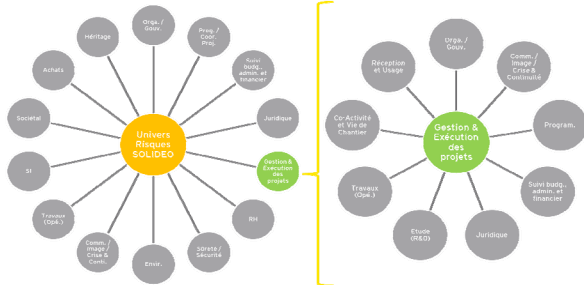 Orga. /
Gouv.
Prog. /
Coor.
Proj.
Suivi
budg.,
admin. et
financier
Juridique
Gestion &
Exécution
des
projets
RH
Sûreté /
Sécurité
Envir.
Comm. /
Image /
Crise &
Conti.
Travaux
(Opé.)
SI
Sociétal
Achats
Héritage
Univers
Risques
SOLIDEO
Orga. /
Gouv.
Comm. /
Image /
Crise &
Continuité
Program.
Suivi budg.,
admin. et
financier
Juridique
Etude
(R&D)
Travaux
(Opé.)
Co-Activité
et Vie de
Chantier
Réception
et Usage
Gestion &
Exécution
des
projets